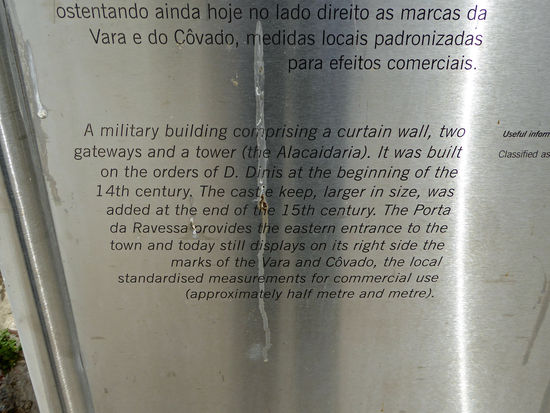 ostentando ainda hoje no lado direito as marcas da
Vara e do Côvado, medidas locais padronizadas
para efeitos comerciais.
A military building comprising a curtain wall, two
gateways and a tower (the Alacaidaria). It was built
on the orders of D. Dinis at the beginning of the
14th century. The castle keep, larger in size, was
added at the end of the 15th century. The Porta
da Ravessa provides the eastern entrance to the
town and today still displays on its right side the
marks of the Vara and Côvado, the local
standardised measurements for commercial use
(approximately half metre and metre).
Useful inform
Classified as